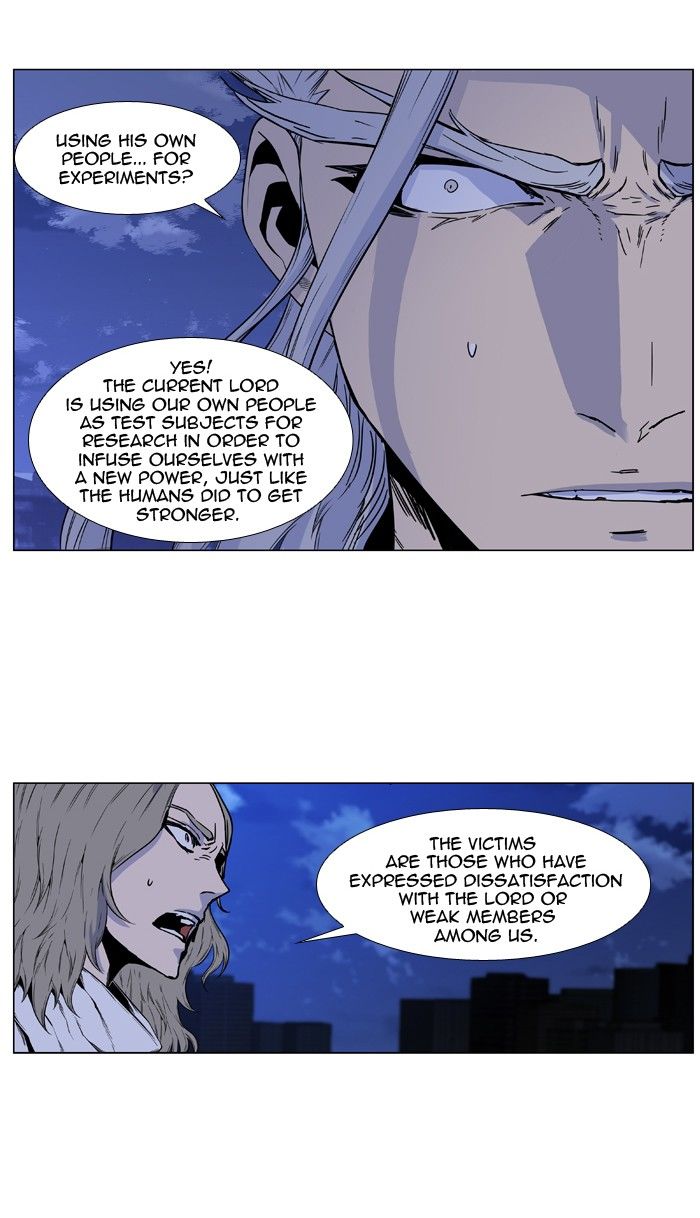 USING HIS OWN
PEOPLE... FOR
EXPERIMENTS?
YES!
THE CURRENT LORD
IS USING OUR OWN PEOPLE
AS TEST SUBJECTS FOR
RESEARCH IN ORDER TO
INFUSE OURSELVES WITH
A NEW POWER, JUST LIKE
THE HUMANS DID TO GET
STRONGER.
THE VICTIMS
ARE THOSE WHO HAVE
EXPRESSED DISSATISFACTION
WITH THE LORD OR
WEAK MEMBERS
AMONG US.